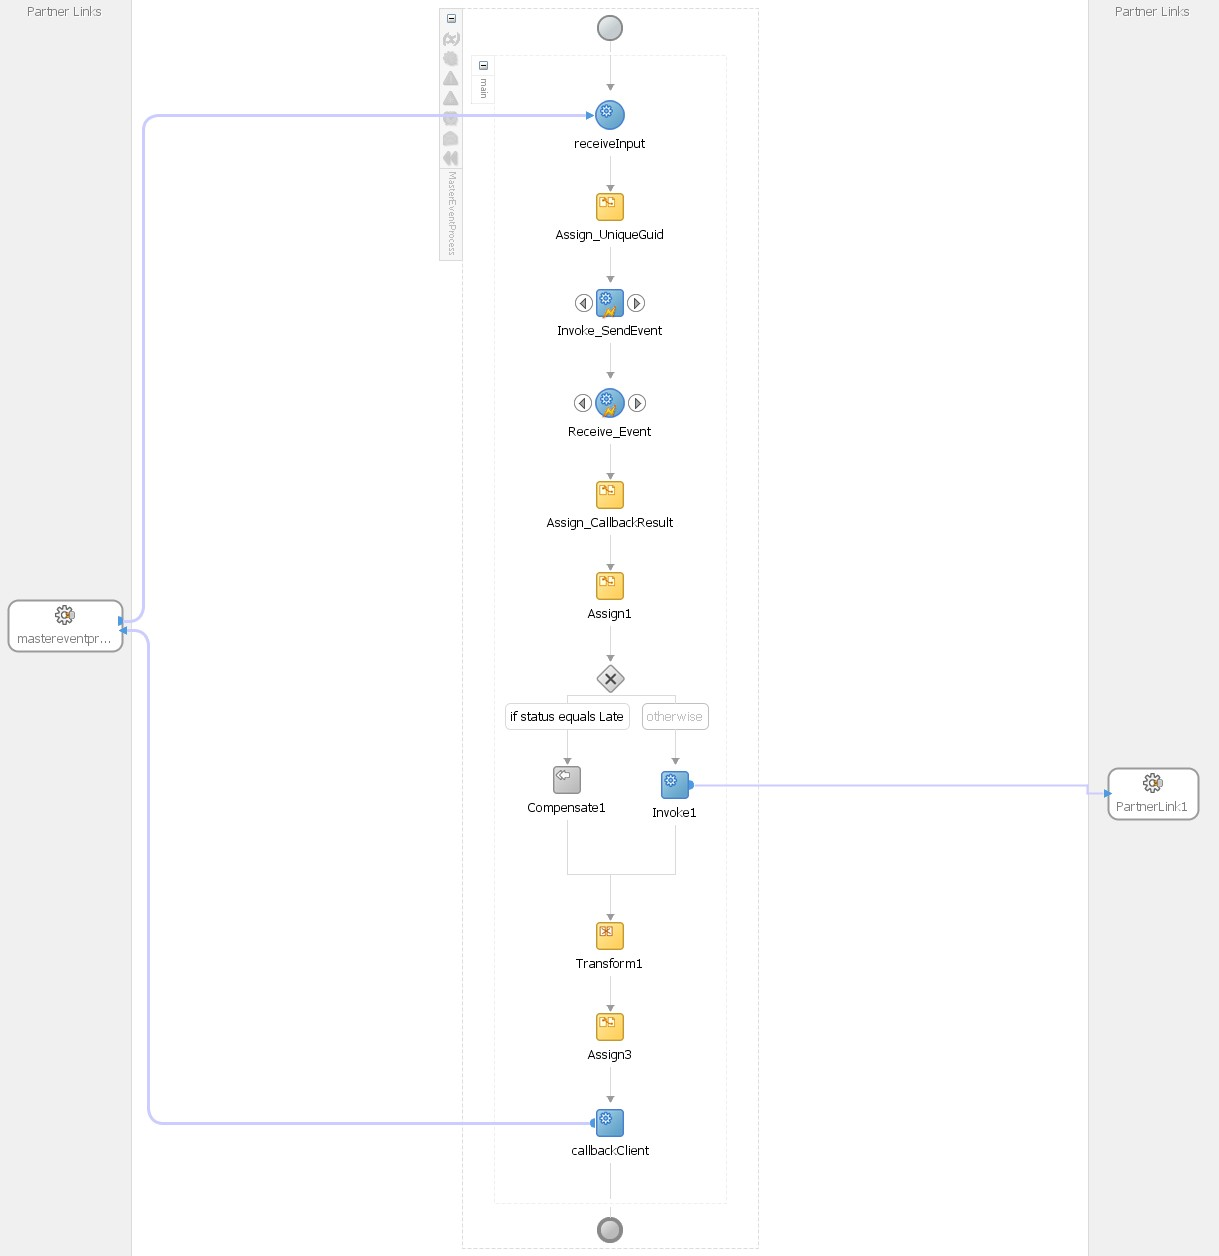 Partner Links
Partner Links
main
receiveInput
MasterEventProcess
Assign_UniqueGuid
Invoke_SendEvent
Receive_Event
Assign_CallbackResult
Assign1
mastereventpr...
if status equals Late
otherwise
Compensate1
Invoke1
PartnerLink1
Transform1
Assign3
callbackClient